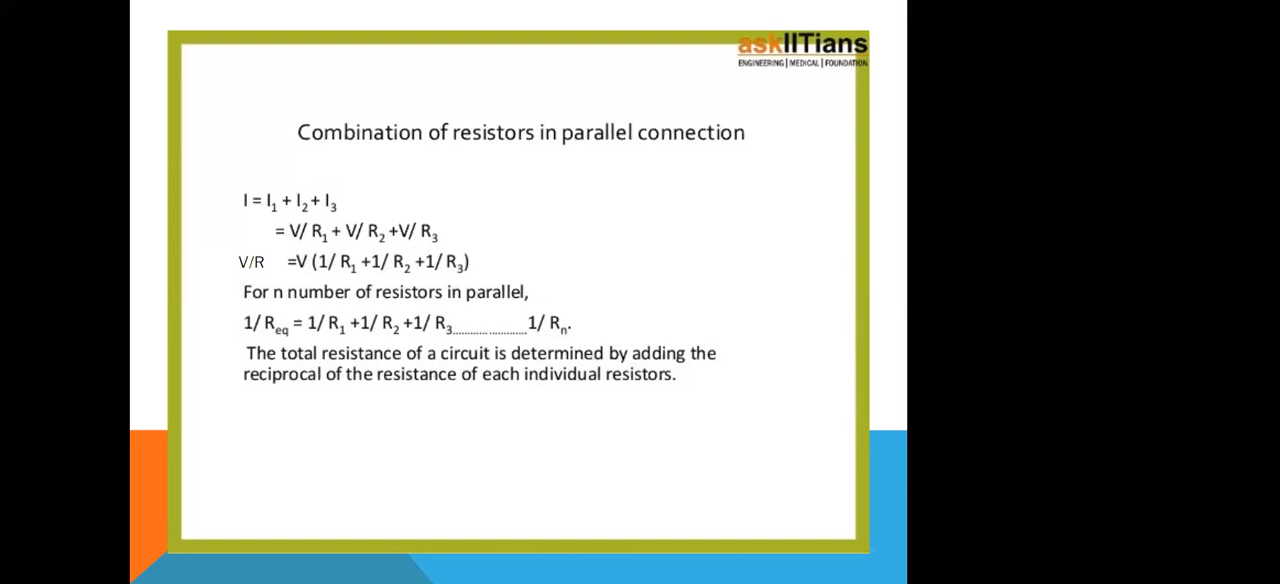 askIITians
ENGINEERING | MEDICAL | FOUNDATION
Combination of resistors in parallel connection
I = I₁ + I₂+ I₃
= V/ R₁ + V/ R₂ +V/ R₃
V/R =V (1/ R₁ +1/ R₂ +1/ R₃)
For n number of resistors in parallel,
1/ Req = 1/ R₁ +1/ R₂ +1/ R₃........................1/ Rₙ.
The total resistance of a circuit is determined by adding the
reciprocal of the resistance of each individual resistors.